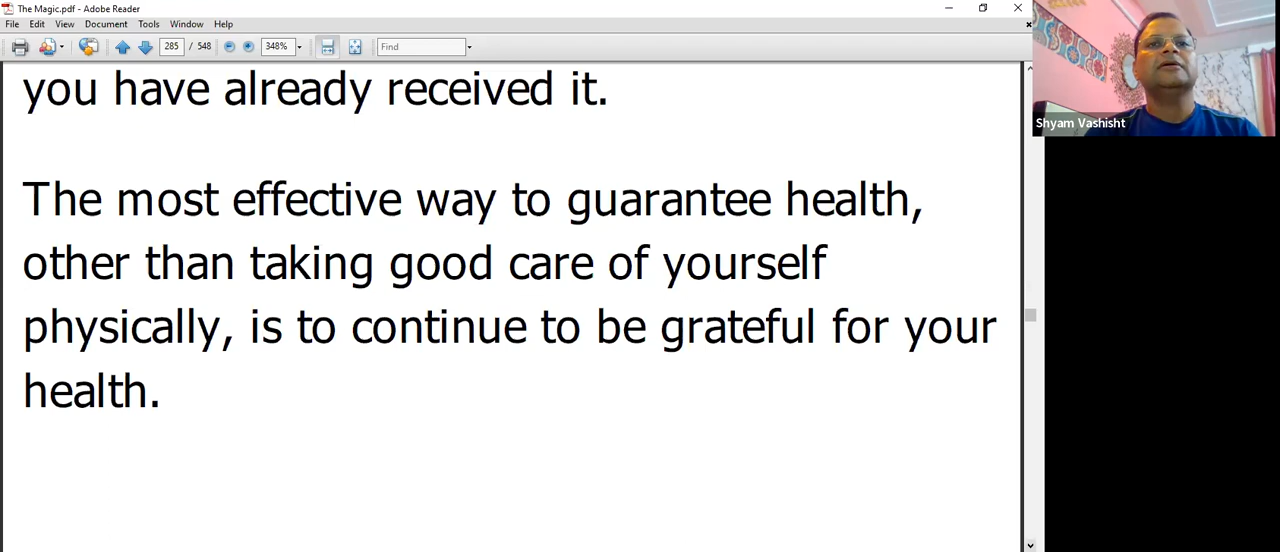 The Magic.pdf - Adobe Reader
File Edit View Document Tools Window Help
285 / 548 348% Find
you have already received it.
Shyam Vashisht
The most effective way to guarantee health,
other than taking good care of yourself
physically, is to continue to be grateful for your
health.